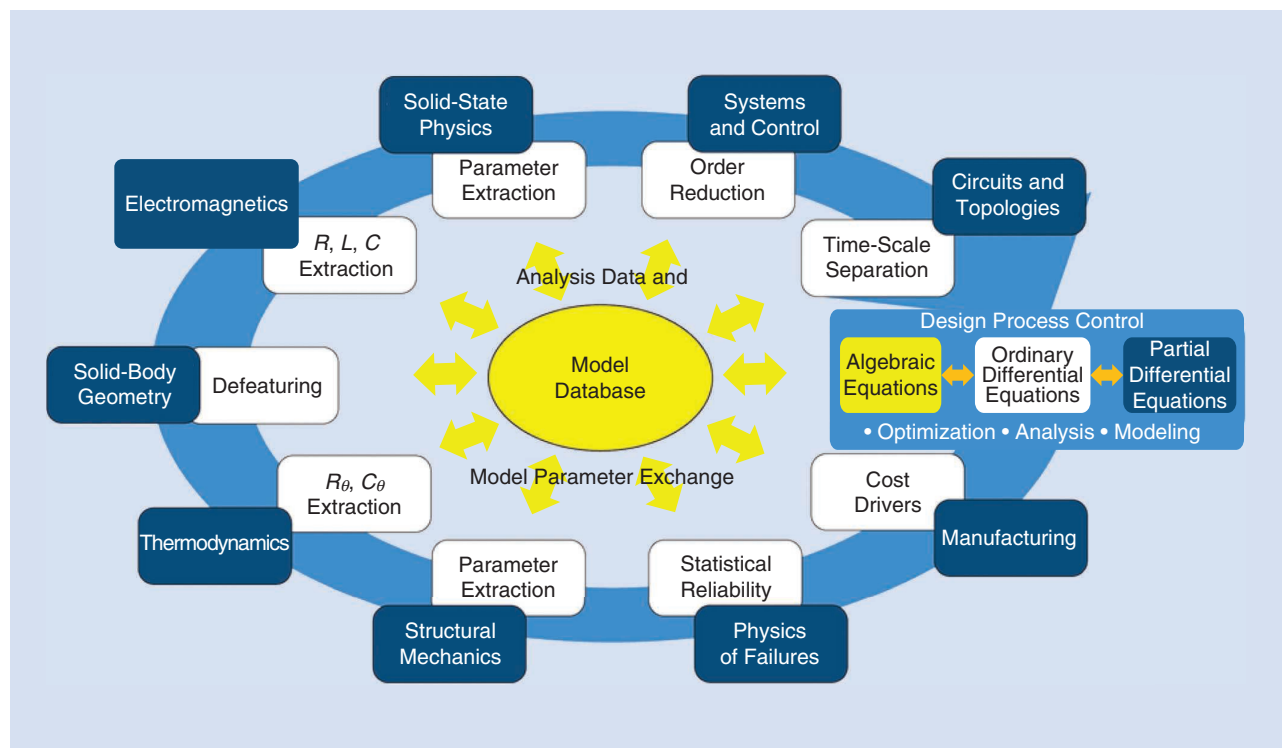 Solid-State
Physics
Parameter
Extraction
Systems
and Control
Order
Reduction
Circuits and
Topologies
Time-Scale
Separation
Electromagnetics
R, L, C
Extraction
Analysis Data and
Model
Database
Model Parameter Exchange
Solid-Body
Geometry
Defeaturing
Design Process Control
Algebraic
Equations
Ordinary
Differential
Equations
Partial
Differential
Equations
• Optimization • Analysis • Modeling
Rθ, Cθ
Extraction
Thermodynamics
Cost
Drivers
Manufacturing
Parameter
Extraction
Structural
Mechanics
Statistical
Reliability
Physics
of Failures